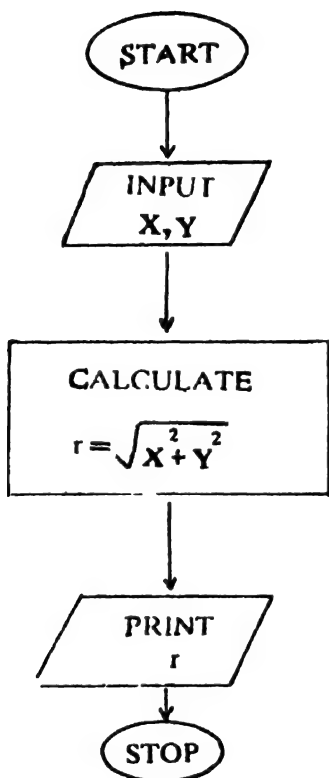 START
INPUT
X, Y
CALCULATE
r = √X² + Y²
PRINT
r
STOP